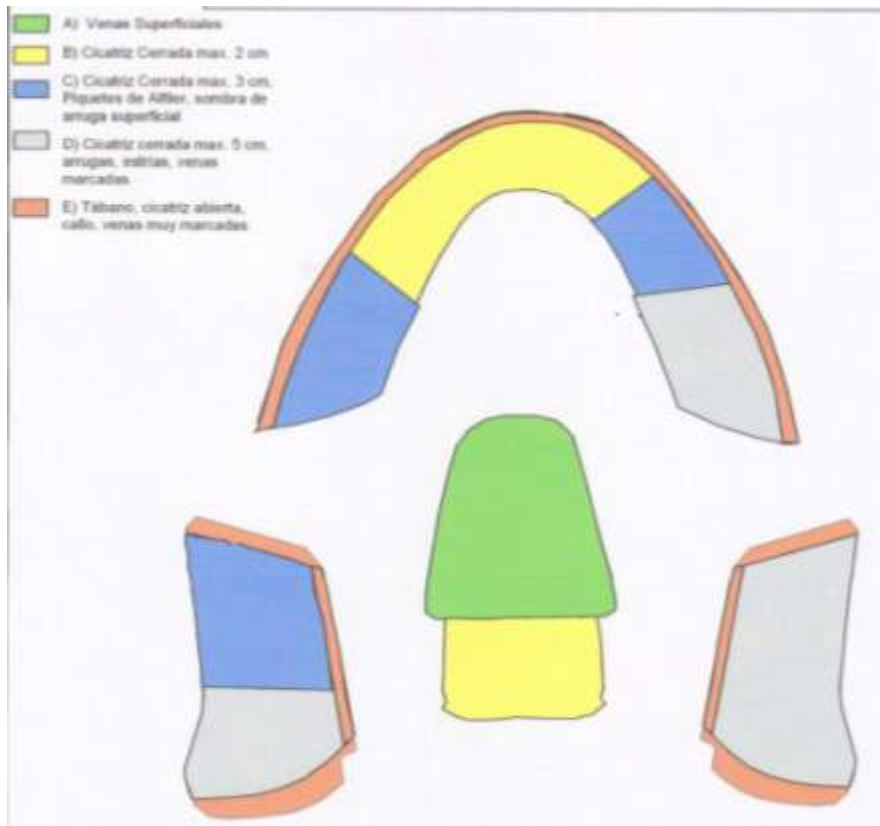 A) Venas Superficiales
B) Cicatriz Cerrada max. 2 cm
C) Cicatriz Cerrada max. 3 cm,
Piquetes de Alfiler, sombra de
arruga superficial
D) Cicatriz cerrada max. 5 cm,
arrugas, estrías, venas
marcadas
E) Tábano, cicatriz abierta,
callo, venas muy marcadas